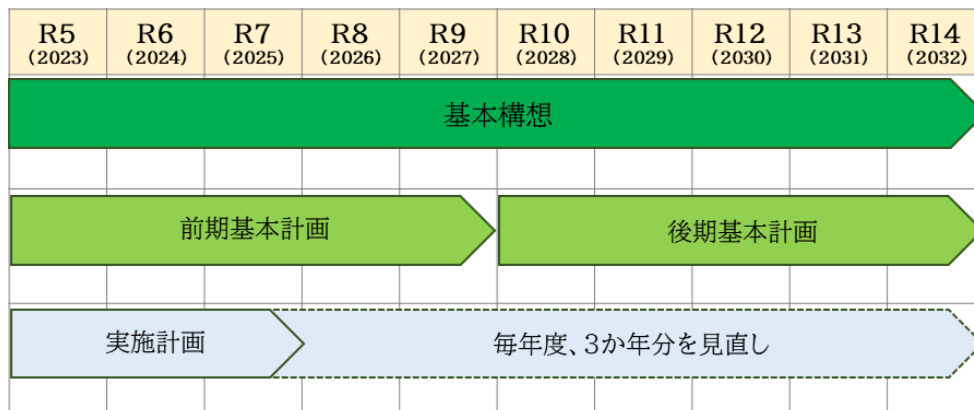 R5 R6 R7 R8 R9 R10 R11 R12 R13 R14
(2023) (2024) (2025) (2026) (2027) (2028) (2029) (2030) (2031) (2032)
基本構想
前期基本計画 後期基本計画
実施計画 毎年度、3か年分を見直し